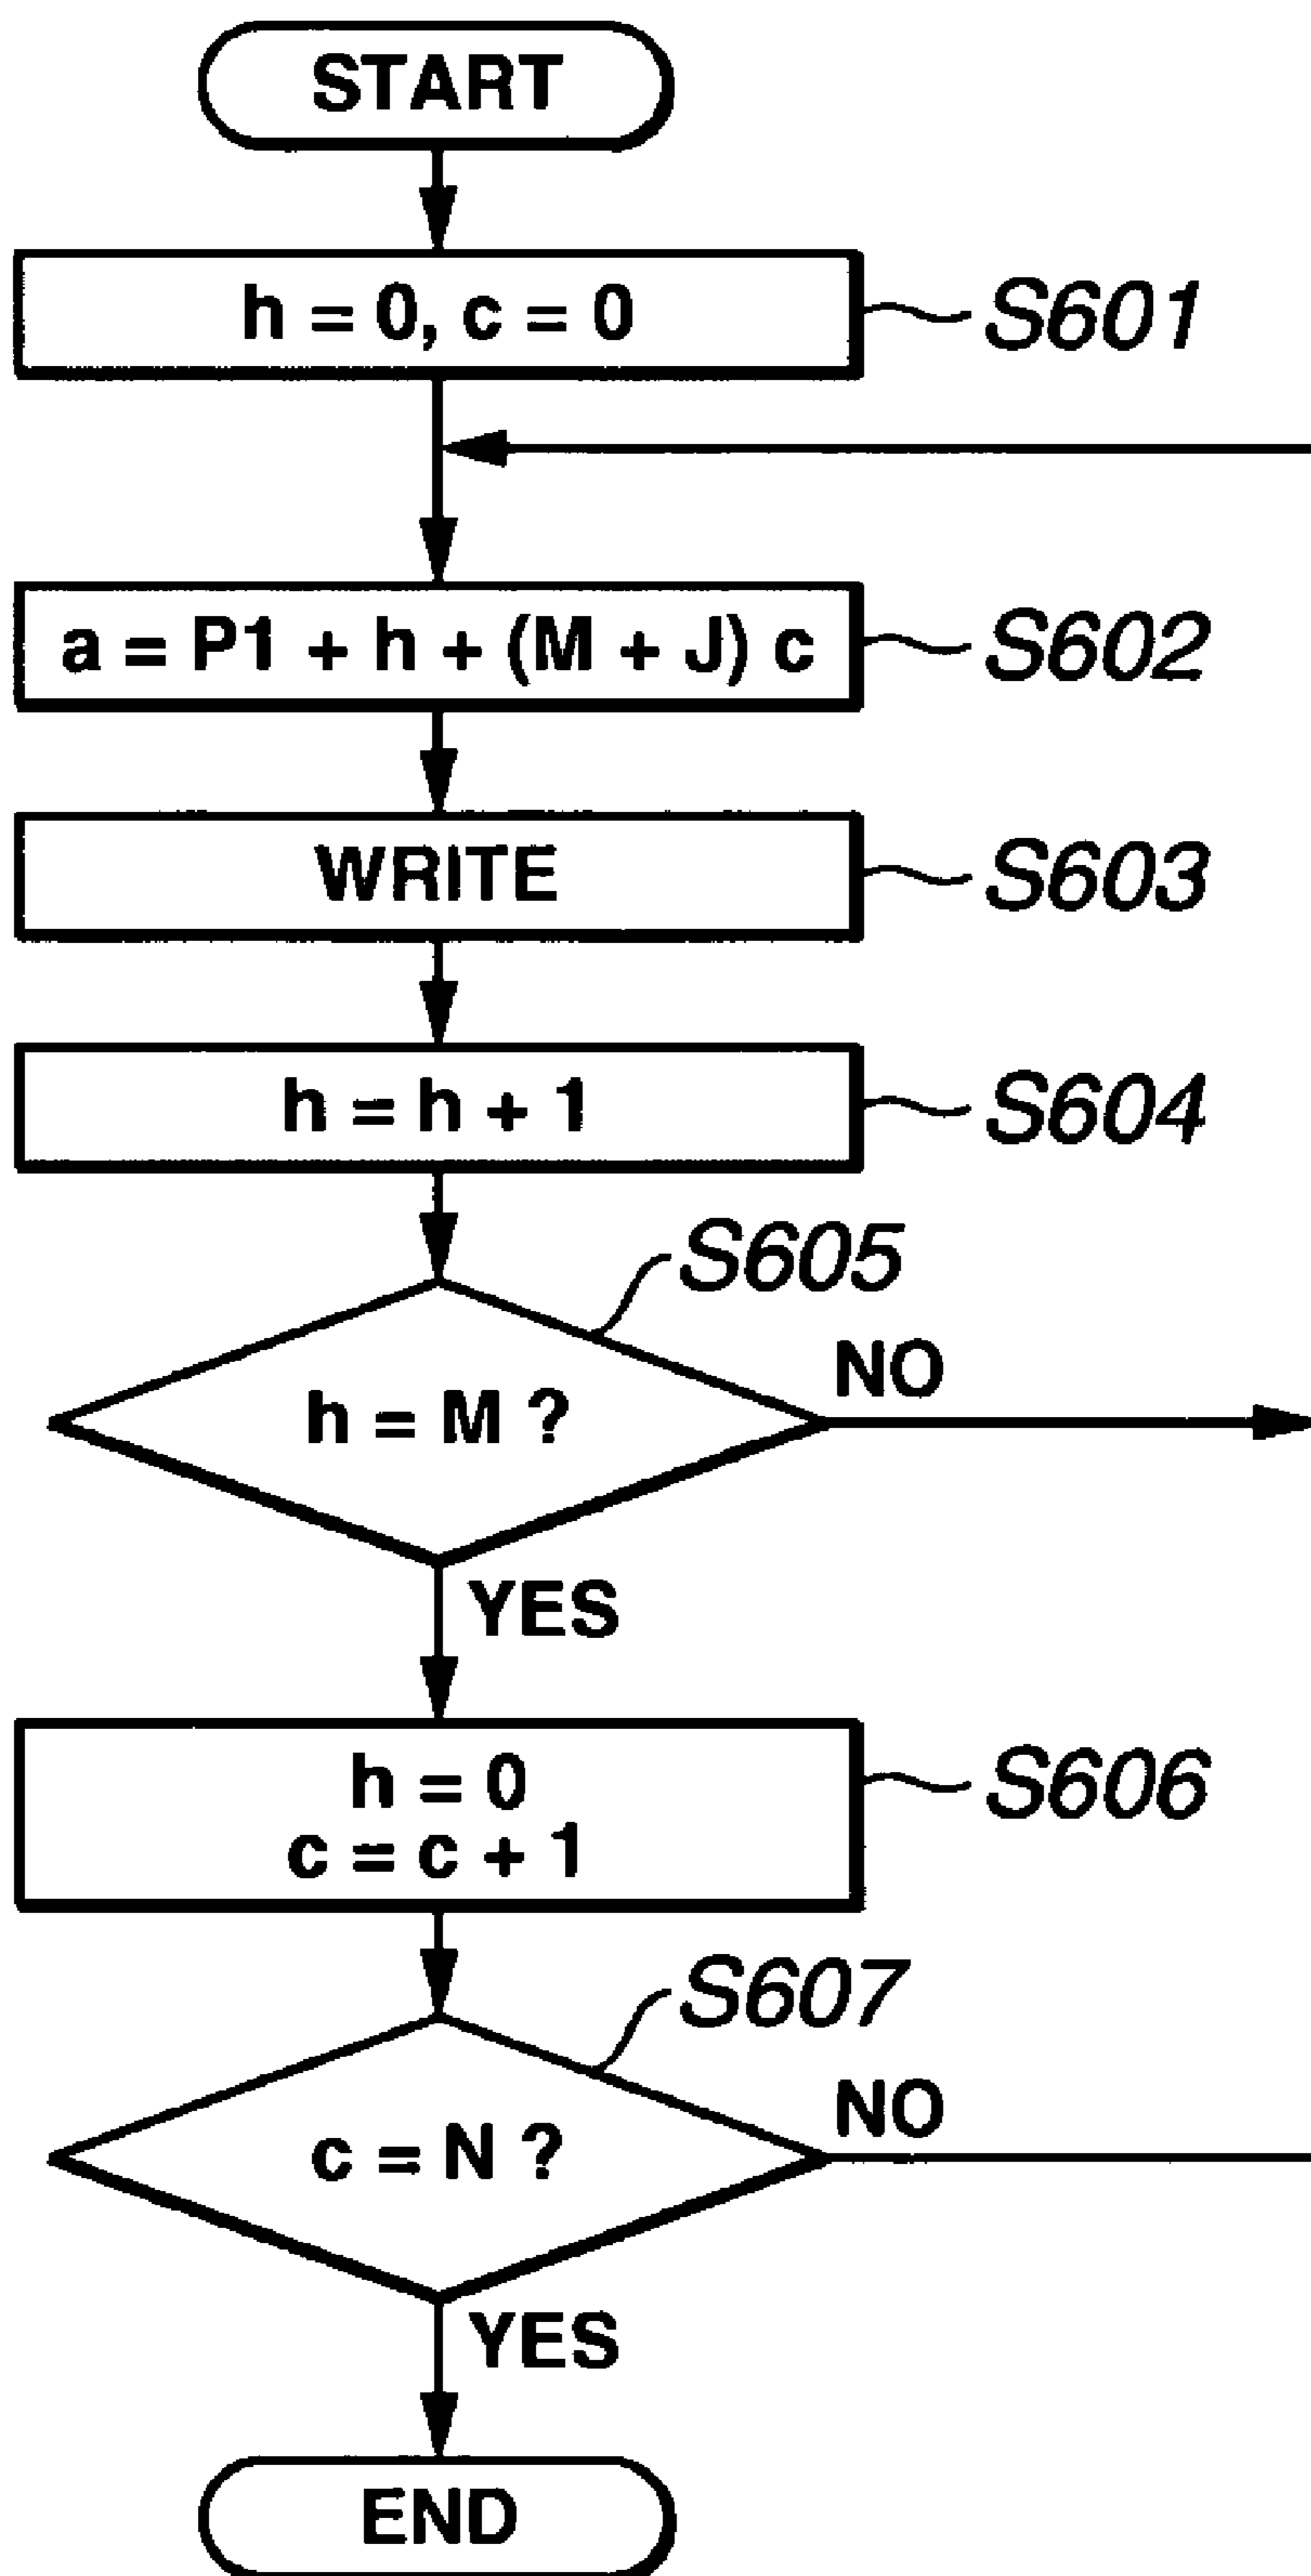 START
h = 0, c = 0
S601
a = P1 + h + (M + J) c
S602
WRITE
S603
h = h + 1
S604
S605
h = M ?
NO
YES
h = 0
c = c + 1
S606
S607
c = N ?
NO
YES
END